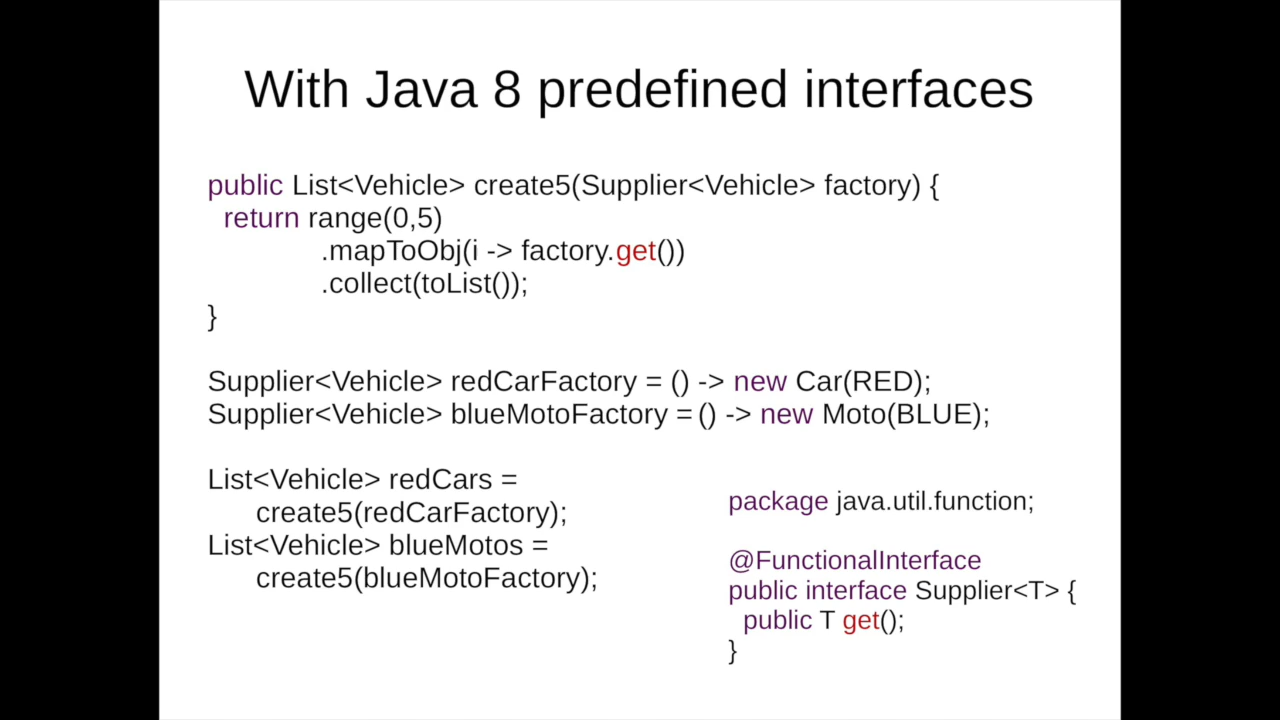 With Java 8 predefined interfaces
public List<Vehicle> create5(Supplier<Vehicle> factory) {
return range(0,5)
.mapToObj(i -> factory.get())
.collect(toList());
}
Supplier<Vehicle> redCarFactory = () -> new Car(RED);
Supplier<Vehicle> blueMotoFactory = () -> new Moto(BLUE);
List<Vehicle> redCars =
create5(redCarFactory);
List<Vehicle> blueMotos =
create5(blueMotoFactory);
package java.util.function;
@FunctionalInterface
public interface Supplier<T> {
public T get();
}